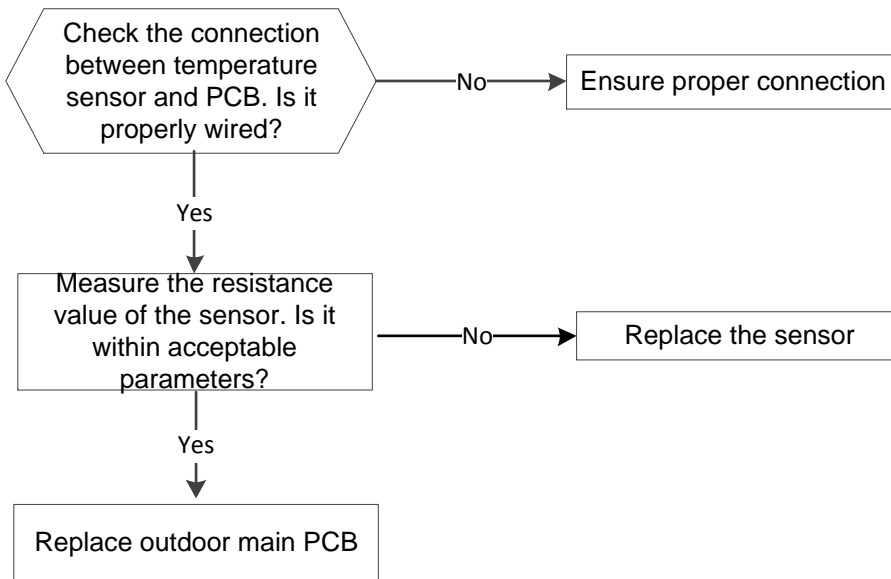 Check the connection
between temperature
sensor and PCB. Is it
properly wired?
No
Ensure proper connection
Yes
Measure the resistance
value of the sensor. Is it
within acceptable
parameters?
No
Replace the sensor
Yes
Replace outdoor main PCB